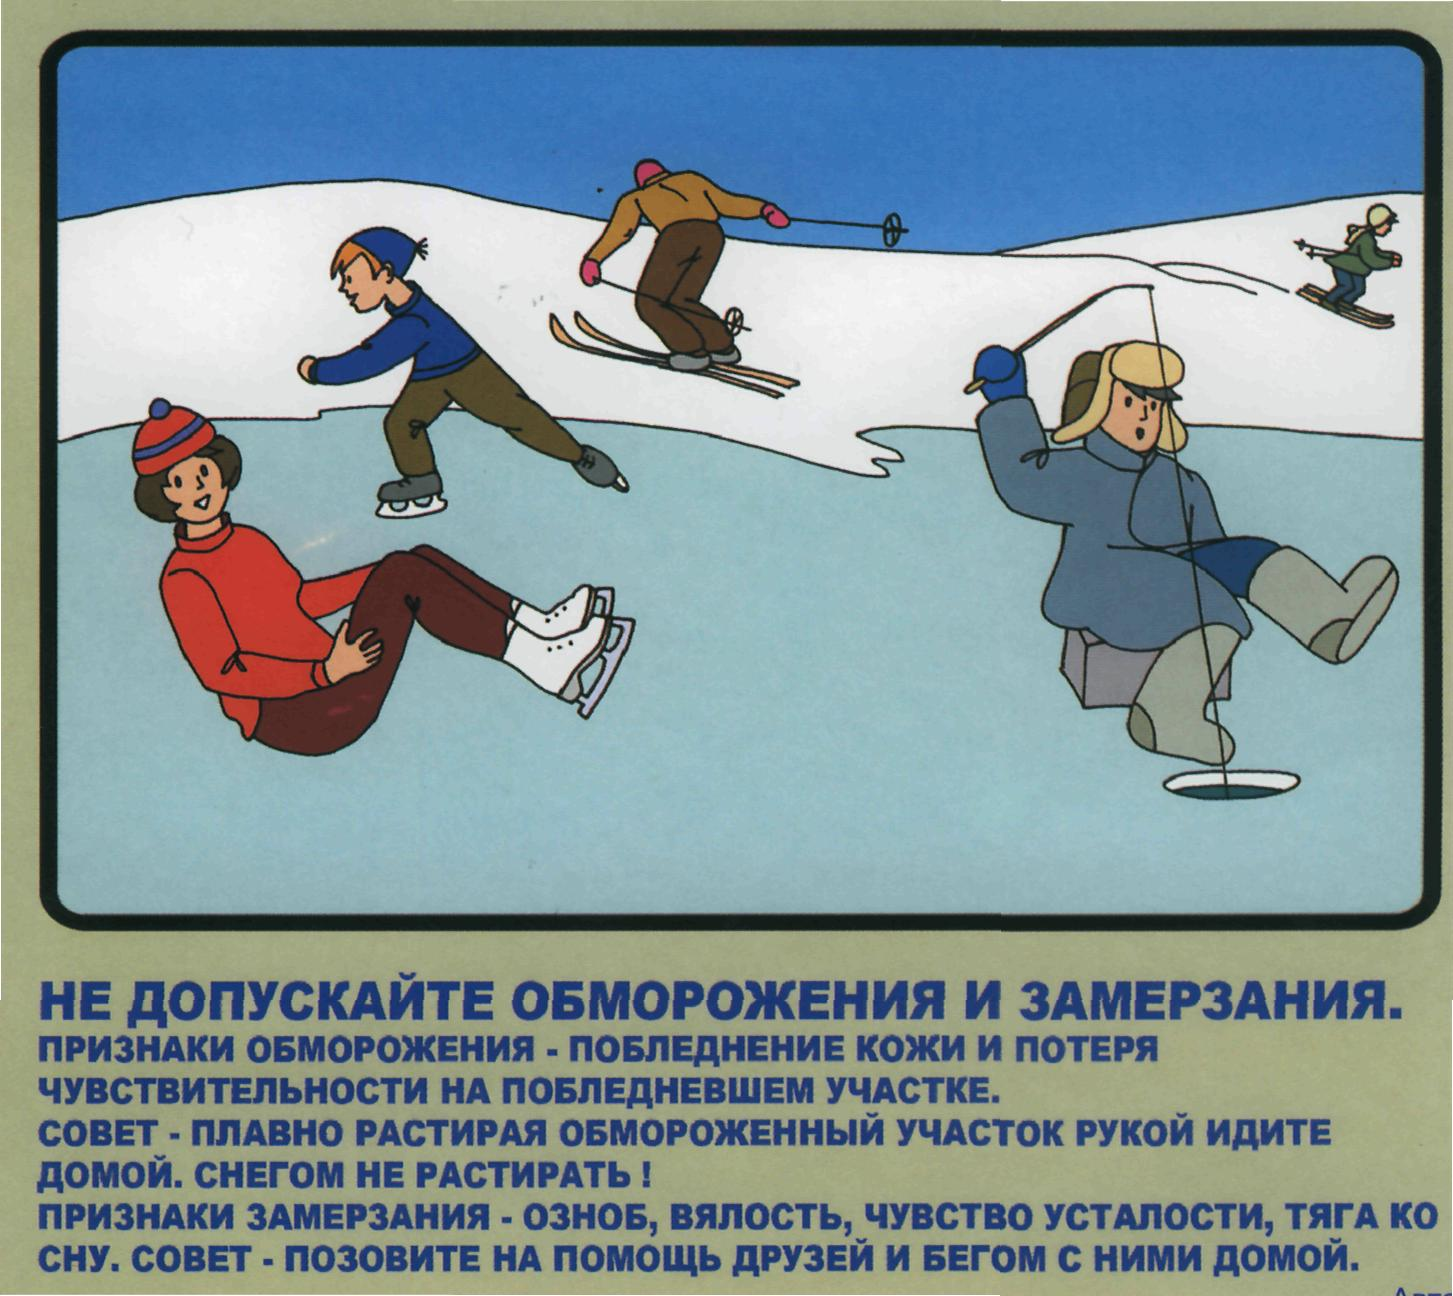 НЕ ДОПУСКАЙТЕ ОБМОРОЖЕНИЯ И ЗАМЕРЗАНИЯ.
ПРИЗНАКИ ОБМОРОЖЕНИЯ - ПОБЛЕДНЕНИЕ КОЖИ И ПОТЕРЯ
ЧУВСТВИТЕЛЬНОСТИ НА ПОБЛЕДНЕВШЕМ УЧАСТКЕ.
СОВЕТ - ПЛАВНО РАСТИРАЯ ОБМОРОЖЕННЫЙ УЧАСТОК РУКОЙ ИДИТЕ
ДОМОЙ. СНЕГОМ НЕ РАСТИРАТЬ !
ПРИЗНАКИ ЗАМЕРЗАНИЯ - ОЗНОБ, ВЯЛОСТЬ, ЧУВСТВО УСТАЛОСТИ, ТЯГА КО
СНУ. СОВЕТ - ПОЗОВИТЕ НА ПОМОЩЬ ДРУЗЕЙ И БЕГОМ С НИМИ ДОМОЙ.